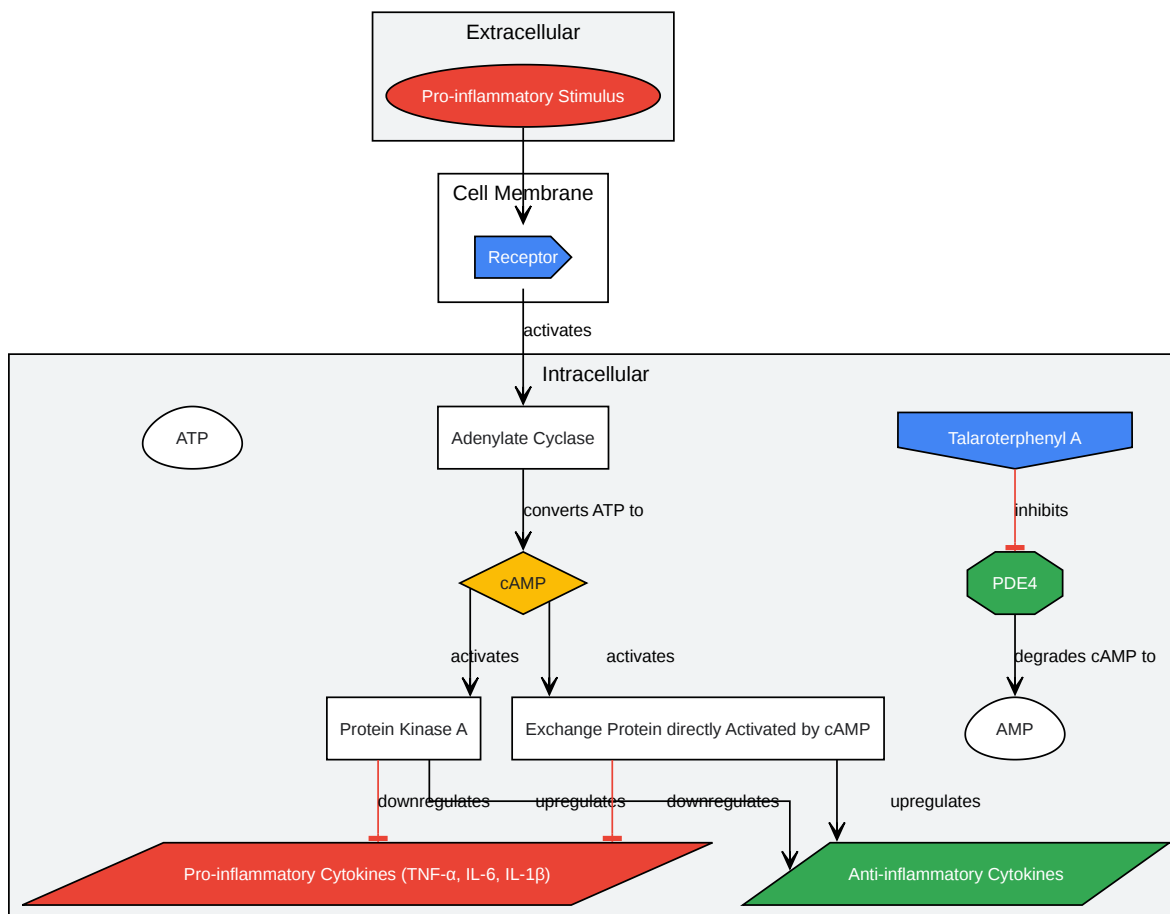 Extracellular
Pro-inflammatory Stimulus
Cell Membrane
Receptor
activates
Intracellular
ATP
Adenylate Cyclase
Talaroterphenyl A
converts ATP to
inhibits
cAMP
PDE4
activates
activates
degrades cAMP to
Protein Kinase A
Exchange Protein directly Activated by cAMP
AMP
downregulates
upregulates
downregulates
upregulates
Pro-inflammatory Cytokines (TNF-α, IL-6, IL-1β)
Anti-inflammatory Cytokines